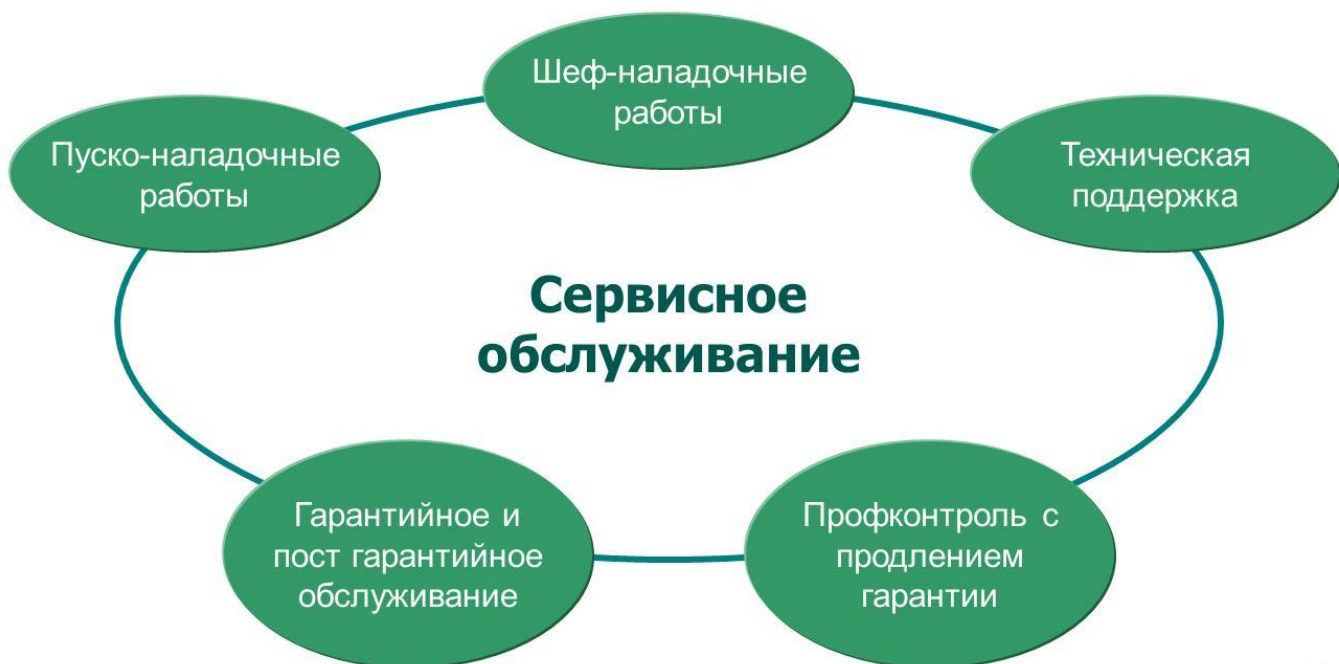 Шеф-наладочные
работы
Пуско-наладочные
работы
Техническая
поддержка
Сервисное
обслуживание
Гарантийное и
пост гарантийное
обслуживание
Профконтроль с
продлением
гарантии